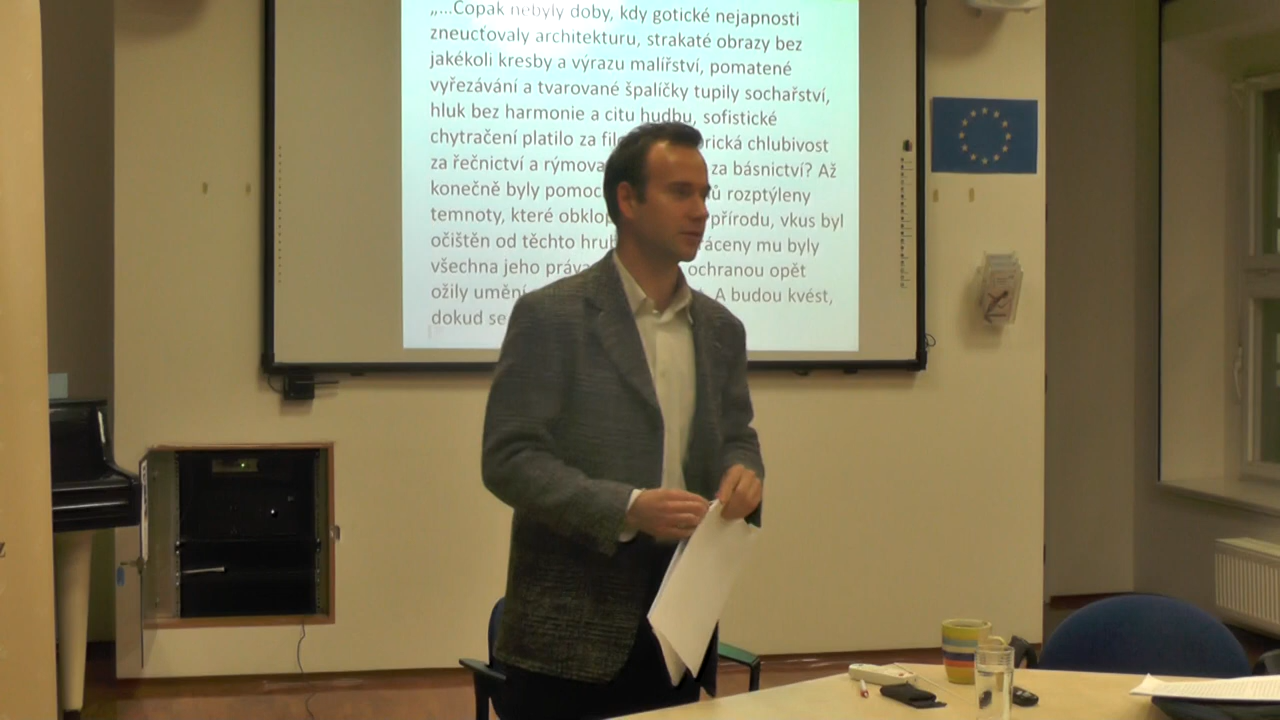 „...Copak nebyly doby, kdy gotické nejapnosti
zneucťovaly architekturu, strakaté obrazy bez
jakékoli kresby a výrazu malířství, pomatené
vyřezávání a tvarované špalíčky tupily sochařství,
hluk bez harmonie a citu hudbu, sofistické
chytračení platilo za filo rická chlubivost
za řečnictví a rýmova za básnictví? Až
konečně byly pomoc ů rozptýleny
temnoty, které obklop přírodu, vkus byl
očištěn od těchto hrub ráceny mu byly
všechna jeho práva ochranou opět
ožily umění . A budou kvést,
dokud se